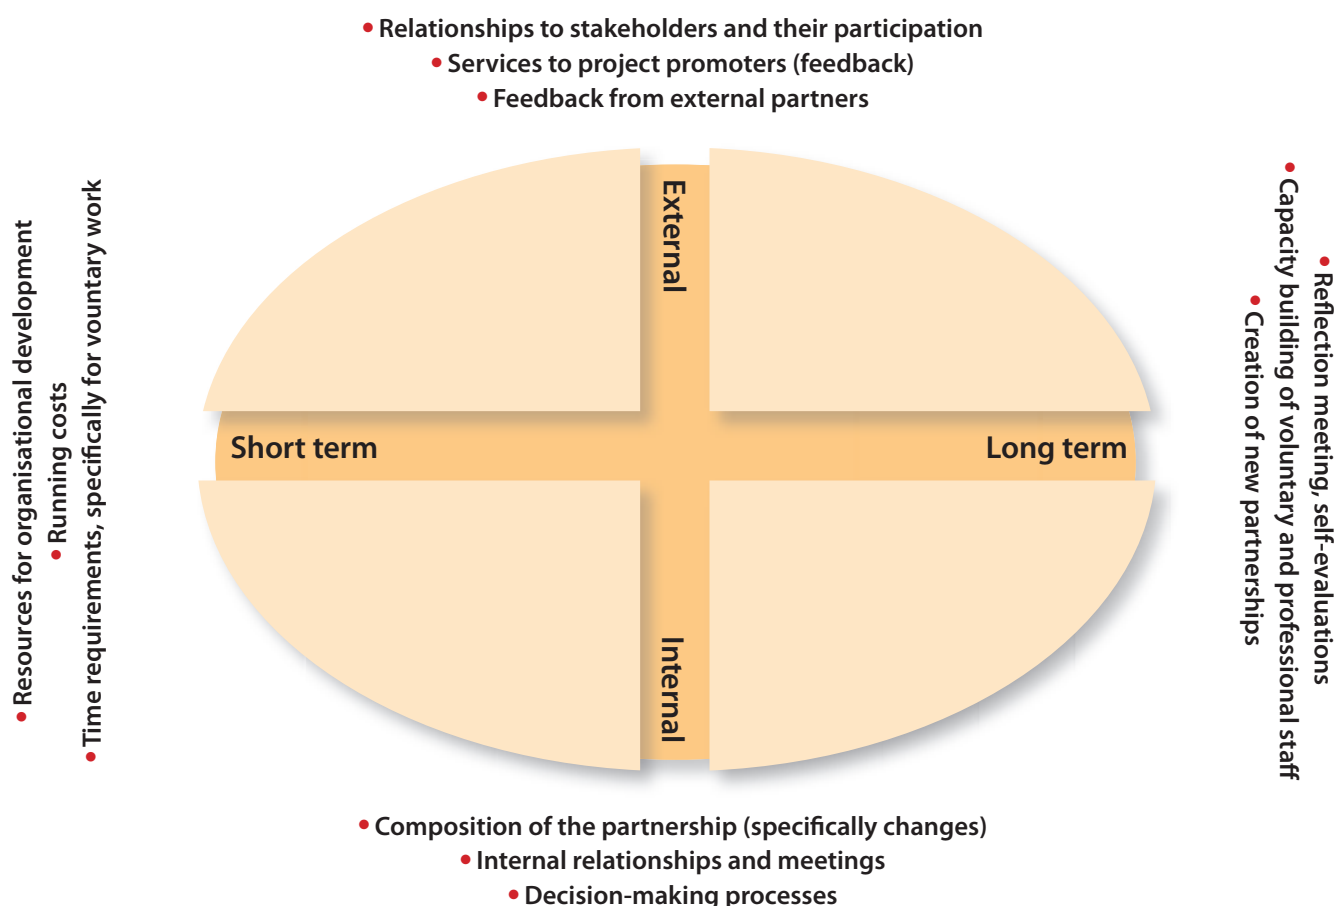 • Relationships to stakeholders and their participation
• Services to project promoters (feedback)
• Feedback from external partners
• Resources for organisational development
• Running costs
• Time requirements, specifically for voluntary work
External
Short term
Long term
Internal
• Reflection meeting, self-evaluations
• Capacity building of voluntary and professional staff
• Creation of new partnerships
• Composition of the partnership (specifically changes)
• Internal relationships and meetings
• Decision-making processes